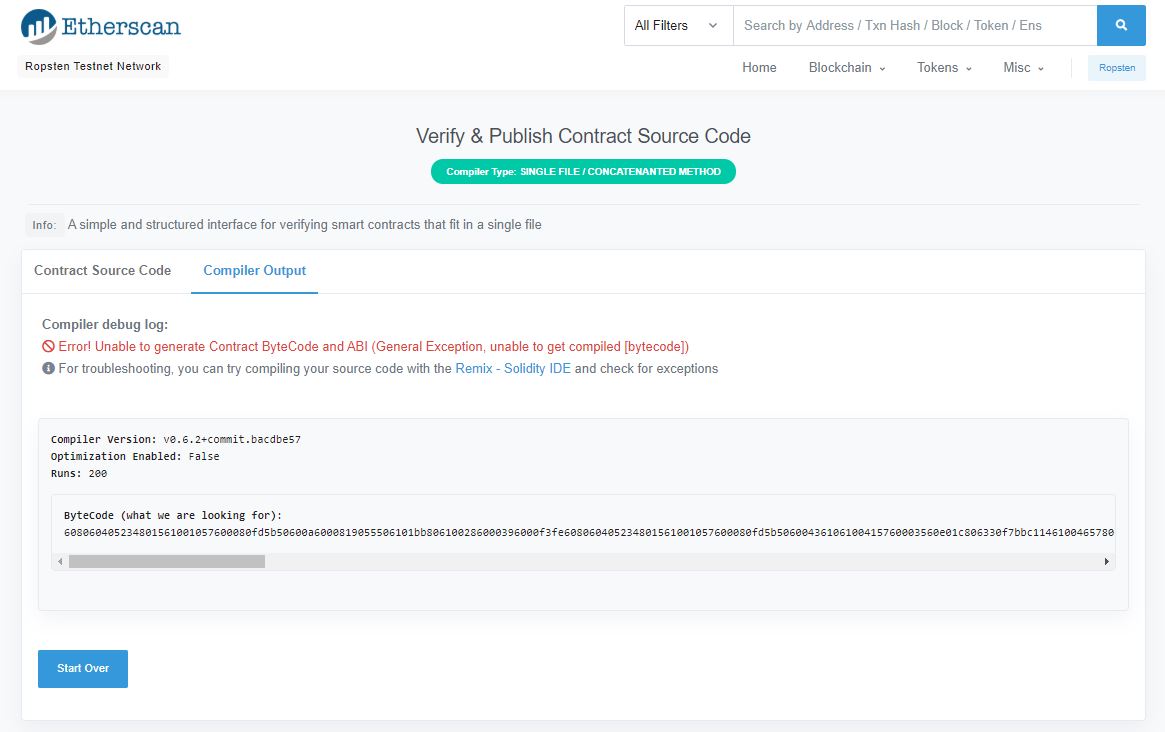 Etherscan
All Filters
Search by Address / Txn Hash / Block / Token / Ens
Ropsten Testnet Network
Home Blockchain Tokens Misc Ropsten
Verify & Publish Contract Source Code
Compiler Type: SINGLE FILE / CONCATENANTED METHOD
Info: A simple and structured interface for verifying smart contracts that fit in a single file
Contract Source Code Compiler Output
Compiler debug log:
Error! Unable to generate Contract ByteCode and ABI (General Exception, unable to get compiled [bytecode])
For troubleshooting, you can try compiling your source code with the Remix - Solidity IDE and check for exceptions
Compiler Version: v0.6.2+commit.bacdbe57
Optimization Enabled: False
Runs: 200
ByteCode (what we are looking for):
608060405234801561001057600080fd5b50600a6000819055506101bb806100286000396000f3fe608060405234801561001057600080fd5b50600436106100415760003560e01c806330f7bbc1146100465780
Start Over